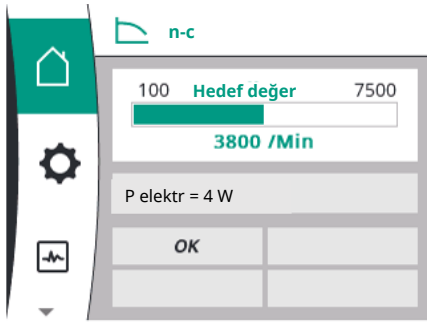 n-c
100 Hedef değer 7500
3800 /Min
P elektr = 4 W
OK